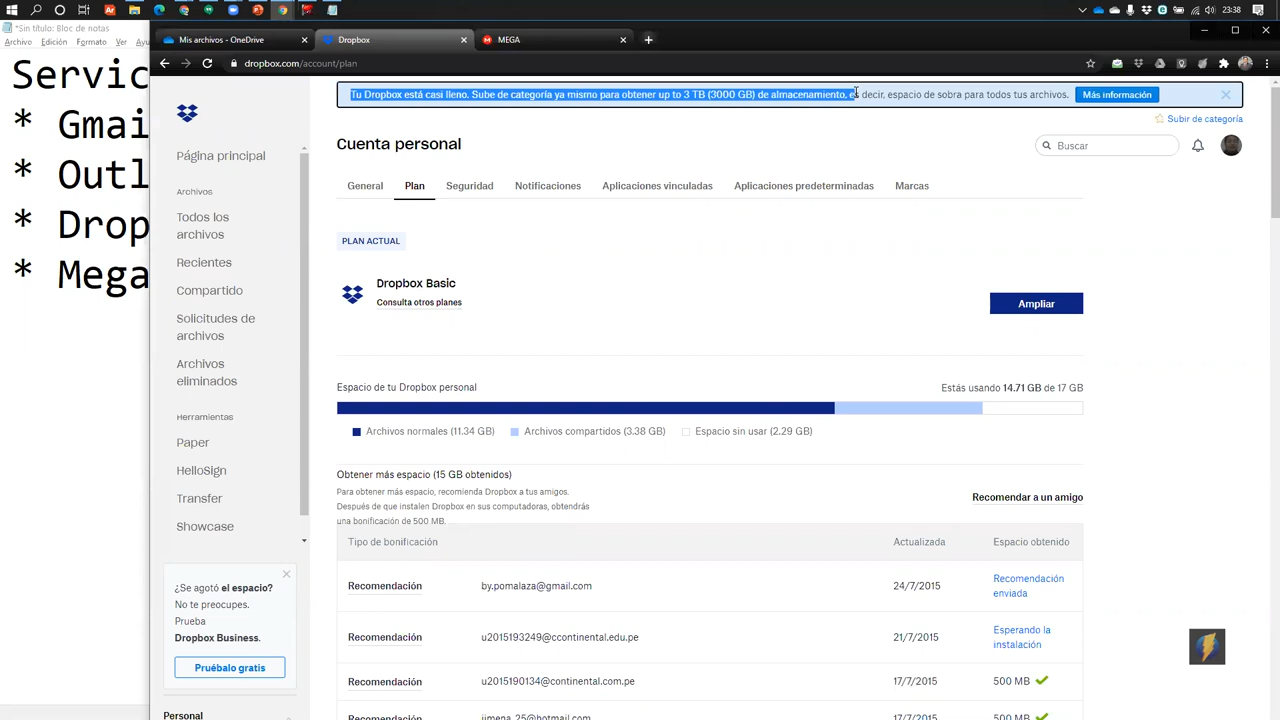 *Sin título: Bloc de notas
Archivo Edición Formato Ver Ayu
Servic
* Gmai
* Outl
* Drop
* Mega
Mis archivos - OneDrive
Dropbox
MEGA
dropbox.com/account/plan
Tu Dropbox está casi lleno. Sube de categoría ya mismo para obtener up to 3 TB (3000 GB) de almacenamiento, es decir, espacio de sobra para todos tus archivos. Más información
Subir de categoría
Cuenta personal
Buscar
General Plan Seguridad Notificaciones Aplicaciones vinculadas Aplicaciones predeterminadas Marcas
Página principal
Archivos
Todos los
archivos
Recientes
Compartido
Solicitudes de
archivos
Archivos
eliminados
Herramientas
Paper
HelloSign
Transfer
Showcase
¿Se agotó el espacio?
No te preocupes.
Prueba
Dropbox Business.
Pruébalo gratis
Personal
PLAN ACTUAL
Dropbox Basic
Consulta otros planes
Ampliar
Espacio de tu Dropbox personal
Estás usando 14.71 GB de 17 GB
Archivos normales (11.34 GB) Archivos compartidos (3.38 GB) Espacio sin usar (2.29 GB)
Obtener más espacio (15 GB obtenidos)
Para obtener más espacio, recomienda Dropbox a tus amigos.
Después de que instalen Dropbox en sus computadoras, obtendrás
una bonificación de 500 MB.
Recomendar a un amigo
Tipo de bonificación Actualizada Espacio obtenido
Recomendación by.pomalaza@gmail.com 24/7/2015 Recomendación
enviada
Recomendación u2015193249@ccontinental.edu.pe 21/7/2015 Esperando la
instalación
Recomendación u2015190134@continental.com.pe 17/7/2015 500 MB
Recomendación jimena_25@hotmail.com 17/7/2015 500 MB